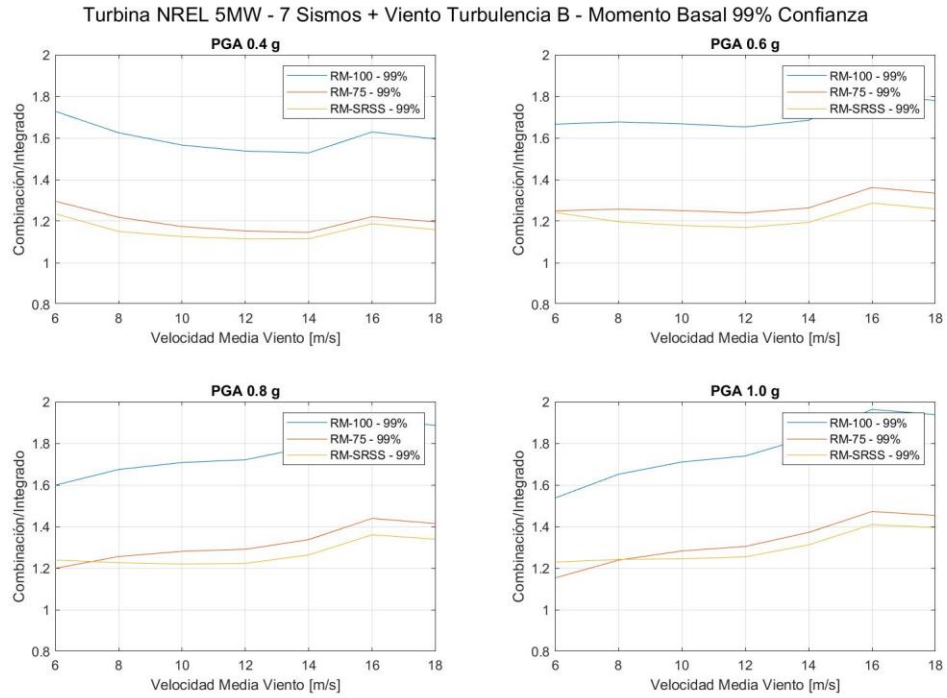 Turbina NREL 5MW - 7 Sismos + Viento Turbulencia B - Momento Basal 99% Confianza
PGA 0.4 g
2
1.8
1.6
1.4
1.2
1
0.8
Combinación/Integrado
RM-100 - 99%
RM-75 - 99%
RM-SRSS - 99%
6 8 10 12 14 16 18
Velocidad Media Viento [m/s]
PGA 0.6 g
2
1.8
1.6
1.4
1.2
1
0.8
Combinación/Integrado
RM-100 - 99%
RM-75 - 99%
RM-SRSS - 99%
6 8 10 12 14 16 18
Velocidad Media Viento [m/s]
PGA 0.8 g
2
1.8
1.6
1.4
1.2
1
0.8
Combinación/Integrado
RM-100 - 99%
RM-75 - 99%
RM-SRSS - 99%
6 8 10 12 14 16 18
Velocidad Media Viento [m/s]
PGA 1.0 g
2
1.8
1.6
1.4
1.2
1
0.8
Combinación/Integrado
RM-100 - 99%
RM-75 - 99%
RM-SRSS - 99%
6 8 10 12 14 16 18
Velocidad Media Viento [m/s]